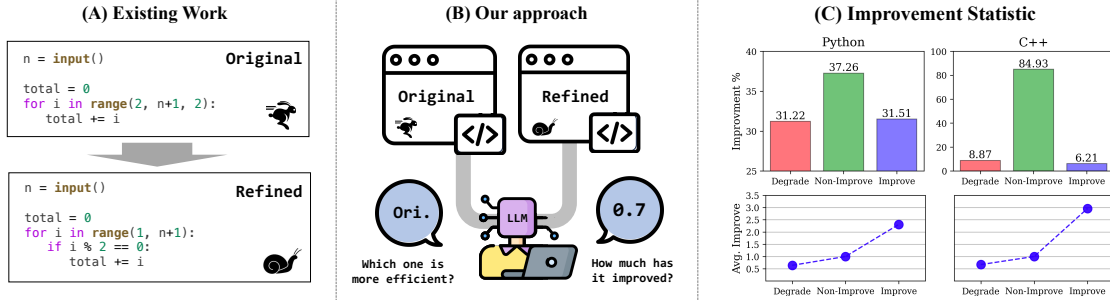 (A) Existing Work
n = input()
Original
total = 0
for i in range(2, n+1, 2):
total += i
n = input()
Refined
total = 0
for i in range(1, n+1):
if i % 2 == 0:
total += i
(B) Our approach
Original
</>
Refined
</>
Ori.
LLM
0.7
Which one is
more efficient?
How much has
it improved?
(C) Improvement Statistic
Python
Improvment %
40
35
30
25
31.22
37.26
31.51
Degrade Non-Improve Improve
C++
100
80
60
40
20
0
8.87
84.93
6.21
Degrade Non-Improve Improve
Avg. Improve
3.5
3.0
2.5
2.0
1.5
1.0
0.5
Degrade Non-Improve Improve
Degrade Non-Improve Improve